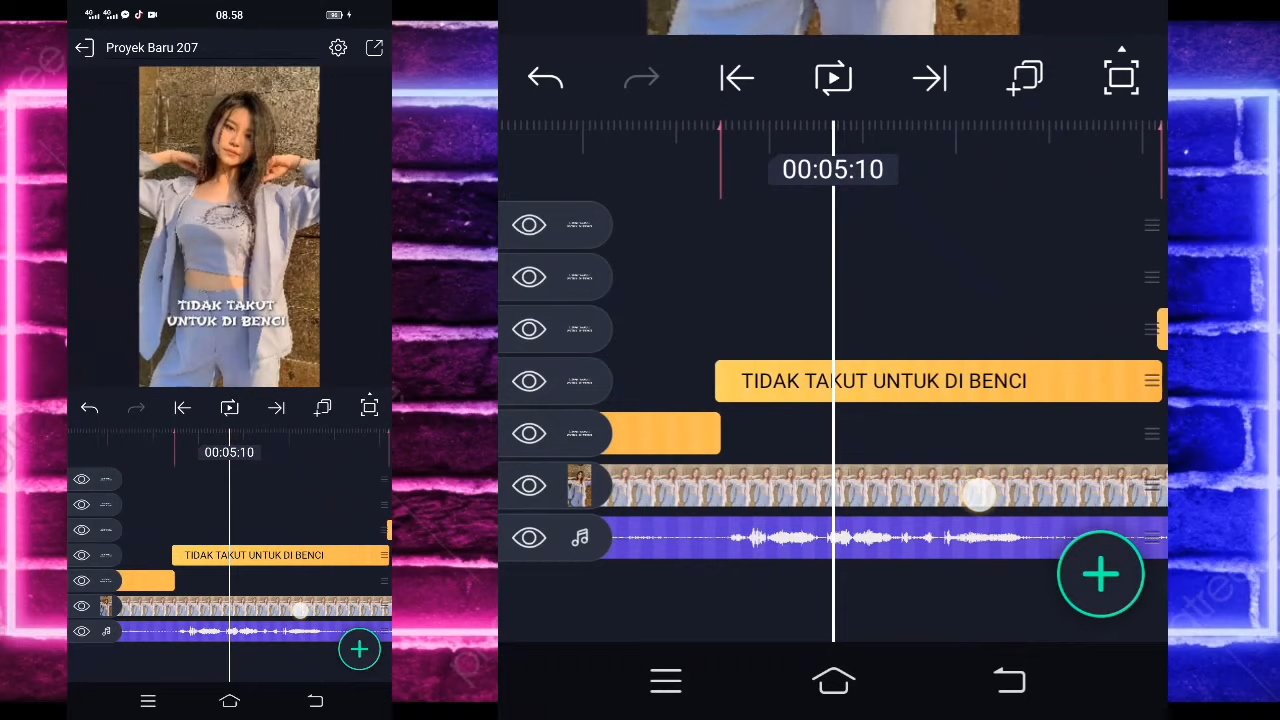 08.58
Proyek Baru 207
TIDAK TAKUT
UNTUK DI BENCI
00:05:10
TIDAK TAKUT UNTUK DI BENCI
00:05:10
TIDAK TAKUT UNTUK DI BENCI